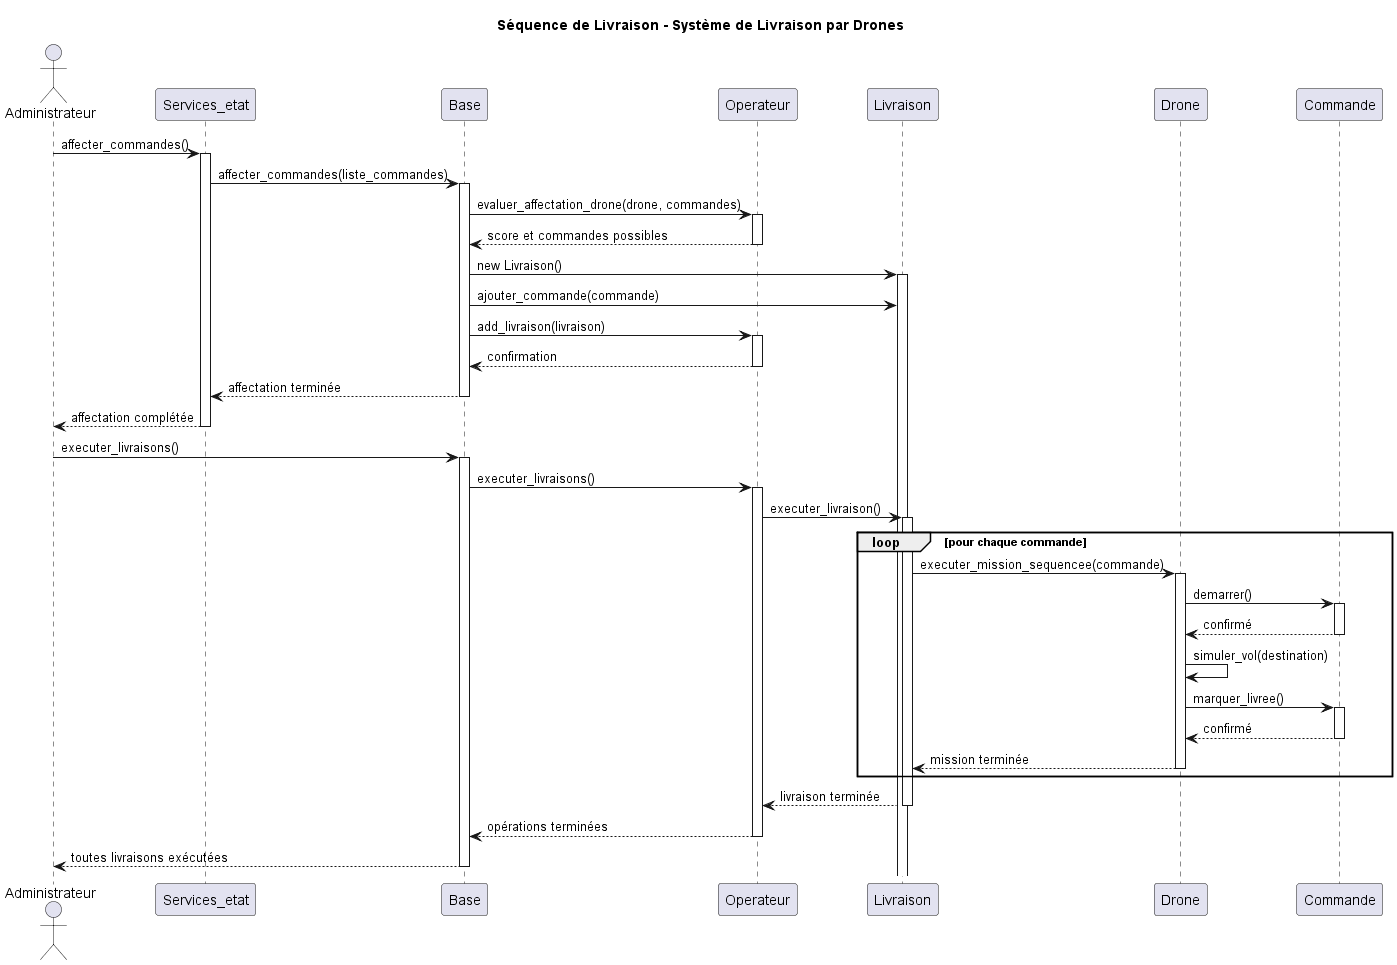 Séquence de Livraison - Système de Livraison par Drones
Administrateur
Services_etat
Base
Operateur
Livraison
Drone
Commande
affecter_commandes()
affecter_commandes(liste_commandes)
evaluer_affectation_drone(drone, commandes)
score et commandes possibles
new Livraison()
ajouter_commande(commande)
add_livraison(livraison)
confirmation
affectation terminée
affectation complétée
executer_livraisons()
executer_livraisons()
executer_livraison()
loop [pour chaque commande]
executer_mission_sequencee(commande)
demarrer()
confirmé
simuler_vol(destination)
marquer_livree()
confirmé
mission terminée
livraison terminée
opérations terminées
toutes livraisons exécutées
Administrateur
Services_etat
Base
Operateur
Livraison
Drone
Commande